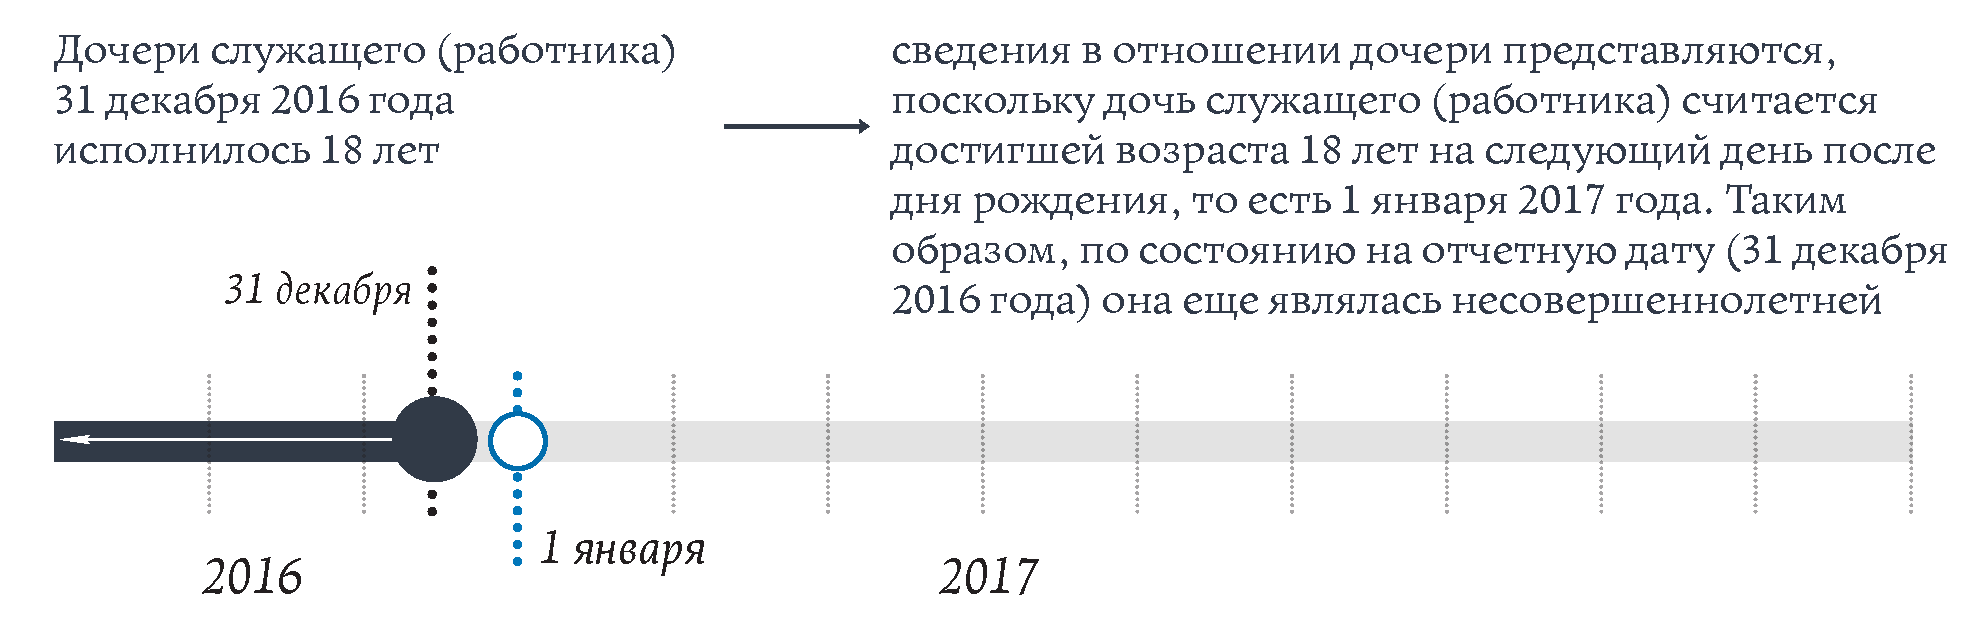 Дочери служащего (работника)
31 декабря 2016 года
исполнилось 18 лет
сведения в отношении дочери представляются,
поскольку дочь служащего (работника) считается
достигшей возраста 18 лет на следующий день после
дня рождения, то есть 1 января 2017 года. Таким
образом, по состоянию на отчетную дату (31 декабря
2016 года) она еще являлась несовершеннолетней
31 декабря
1 января
2016
2017